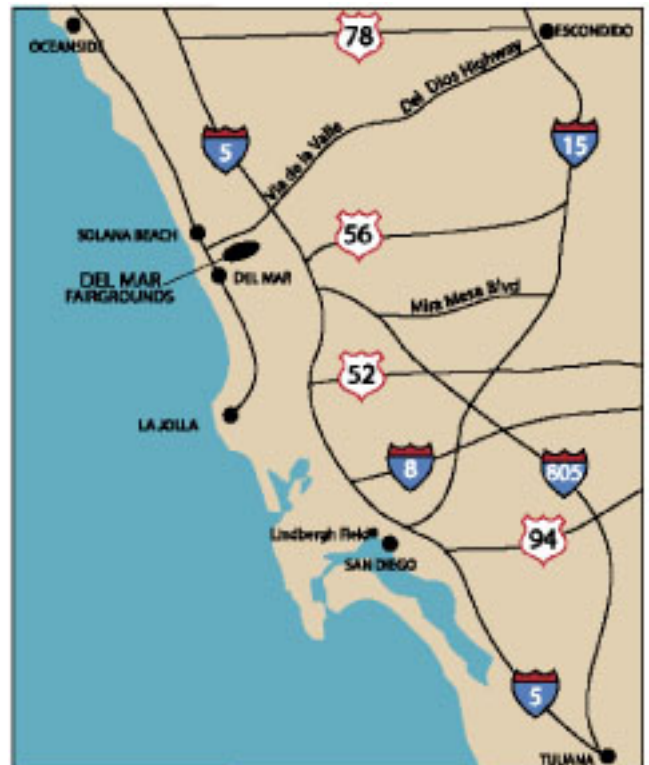 78
ESCONDIDO
OCEANSIDE
Del Dios Highway
5
15
Via de la Valle
SOLANA BEACH
56
DEL MAR
FAIRGROUNDS
DEL MAR
Mira Mesa Blvd
52
LA JOLLA
8
805
Lindbergh Field
94
SAN DIEGO
5
TIJUANA